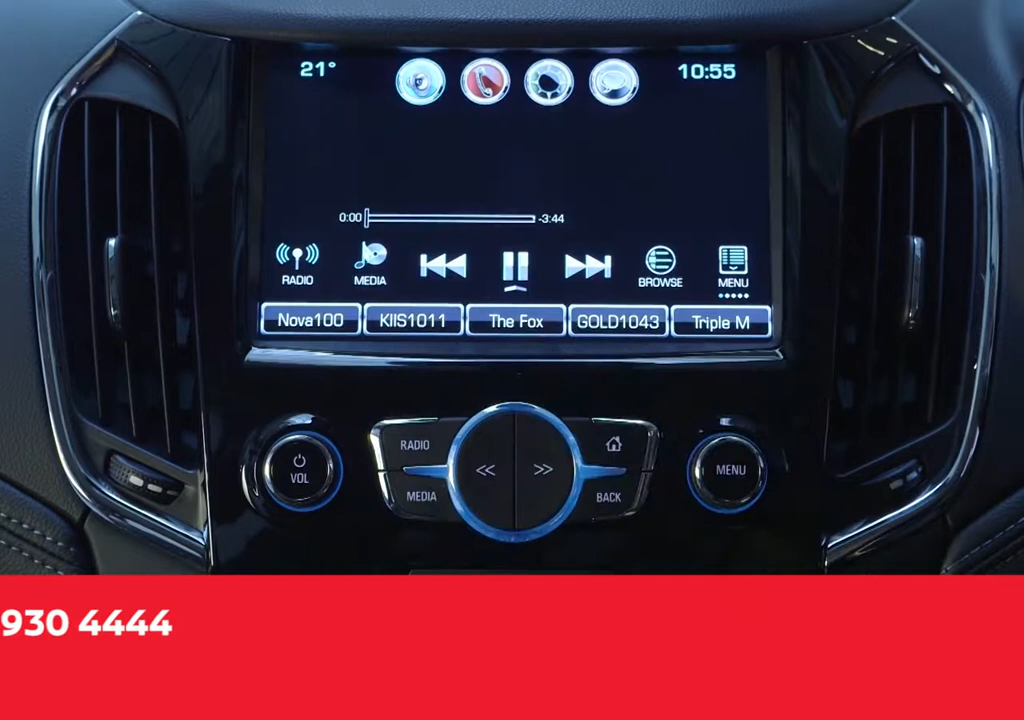 21° 10:55
0:00 -3:44
RADIO MEDIA BROWSE MENU
Nova100 KIIS1011 The Fox GOLD1043 Triple M
RADIO
VOL MENU
MEDIA BACK
930 4444